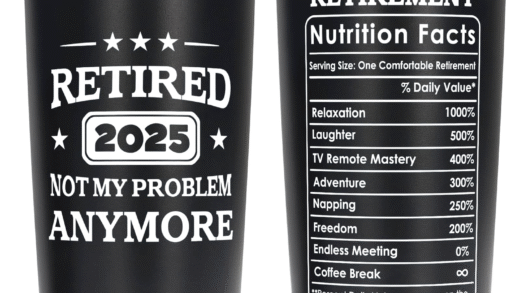 RETIRED
2025
NOT MY PROBLEM
ANYMORE
RETIREMENT
Nutrition Facts
Serving Size: One Comfortable Retirement
% Daily Value*
Relaxation 1000%
Laughter 500%
TV Remote Mastery 400%
Adventure 300%
Napping 250%
Freedom 200%
Endless Meeting 0%
Coffee Break ∞